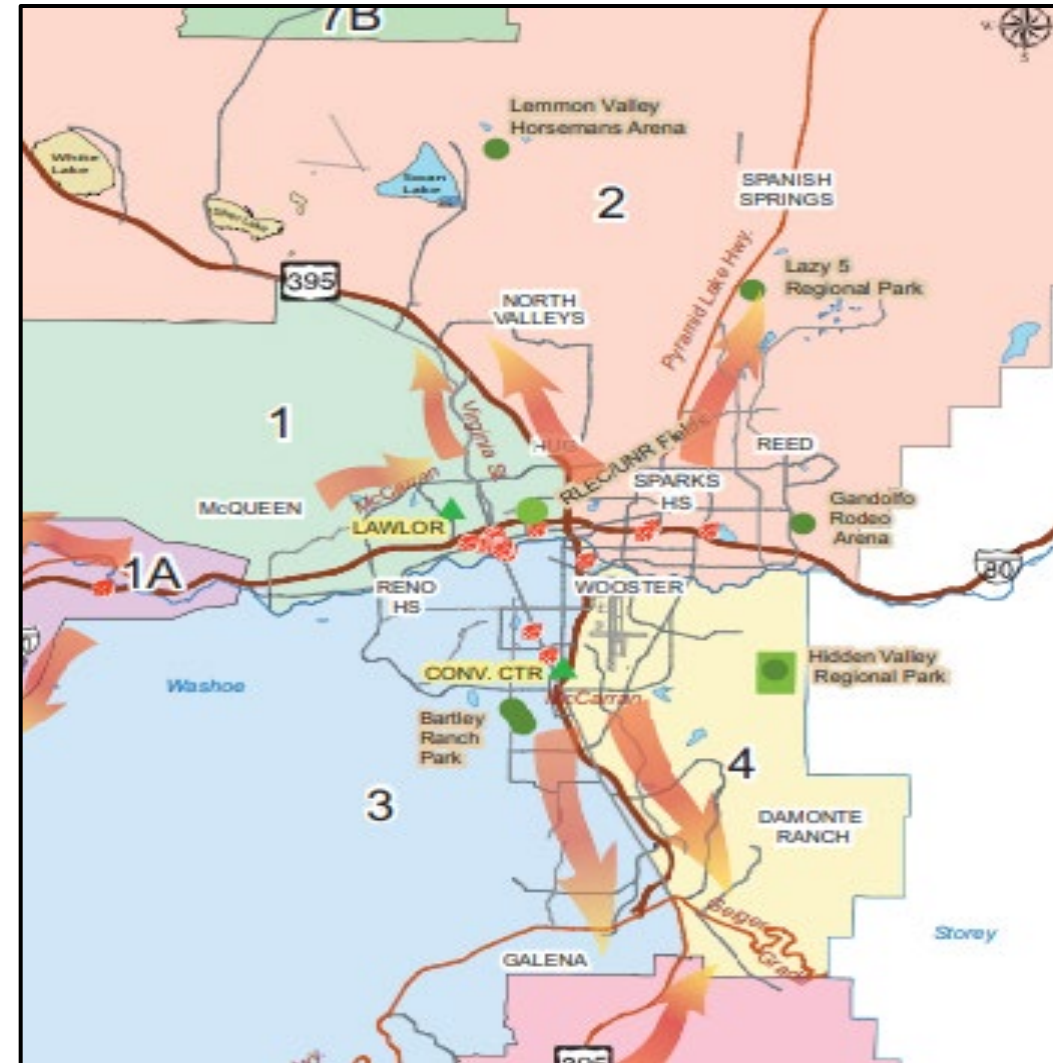 7B
W
S
Lemmon Valley
Horsemans Arena
White
Lake
Swan
Lake
Silver Lake
2
SPANISH
SPRINGS
395
Pyramid Lake Hwy.
Lazy 5
Regional Park
NORTH
VALLEYS
1
Virginia St
HUG
RLEC/UNR Fields
REED
McCarran
SPARKS
HS
McQUEEN
LAWLOR
Gandolfo
Rodeo
Arena
1A
80
RENO
HS
WOOSTER
Washoe
CONV. CTR
McCarran
Hidden Valley
Regional Park
Bartley
Ranch
Park
4
3
DAMONTE
RANCH
Geiger
Grade
Storey
GALENA
395